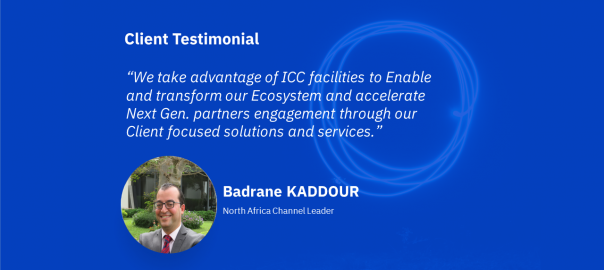 Client Testimonial
“We take advantage of ICC facilities to Enable
and transform our Ecosystem and accelerate
Next Gen. partners engagement through our
Client focused solutions and services.”
Badrane KADDOUR
North Africa Channel Leader